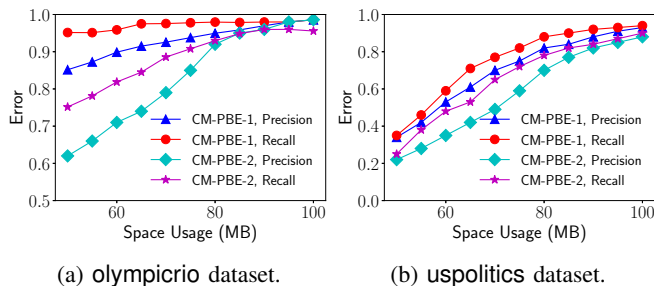 1.0
0.9
0.8
0.7
0.6
0.5
Error
CM-PBE-1, Precision
CM-PBE-1, Recall
CM-PBE-2, Precision
CM-PBE-2, Recall
60 80 100
Space Usage (MB)
(a) olympicrio dataset.
1.0
0.8
0.6
0.4
0.2
0.0
Error
CM-PBE-1, Precision
CM-PBE-1, Recall
CM-PBE-2, Precision
CM-PBE-2, Recall
60 80 100
Space Usage (MB)
(b) uspolitics dataset.